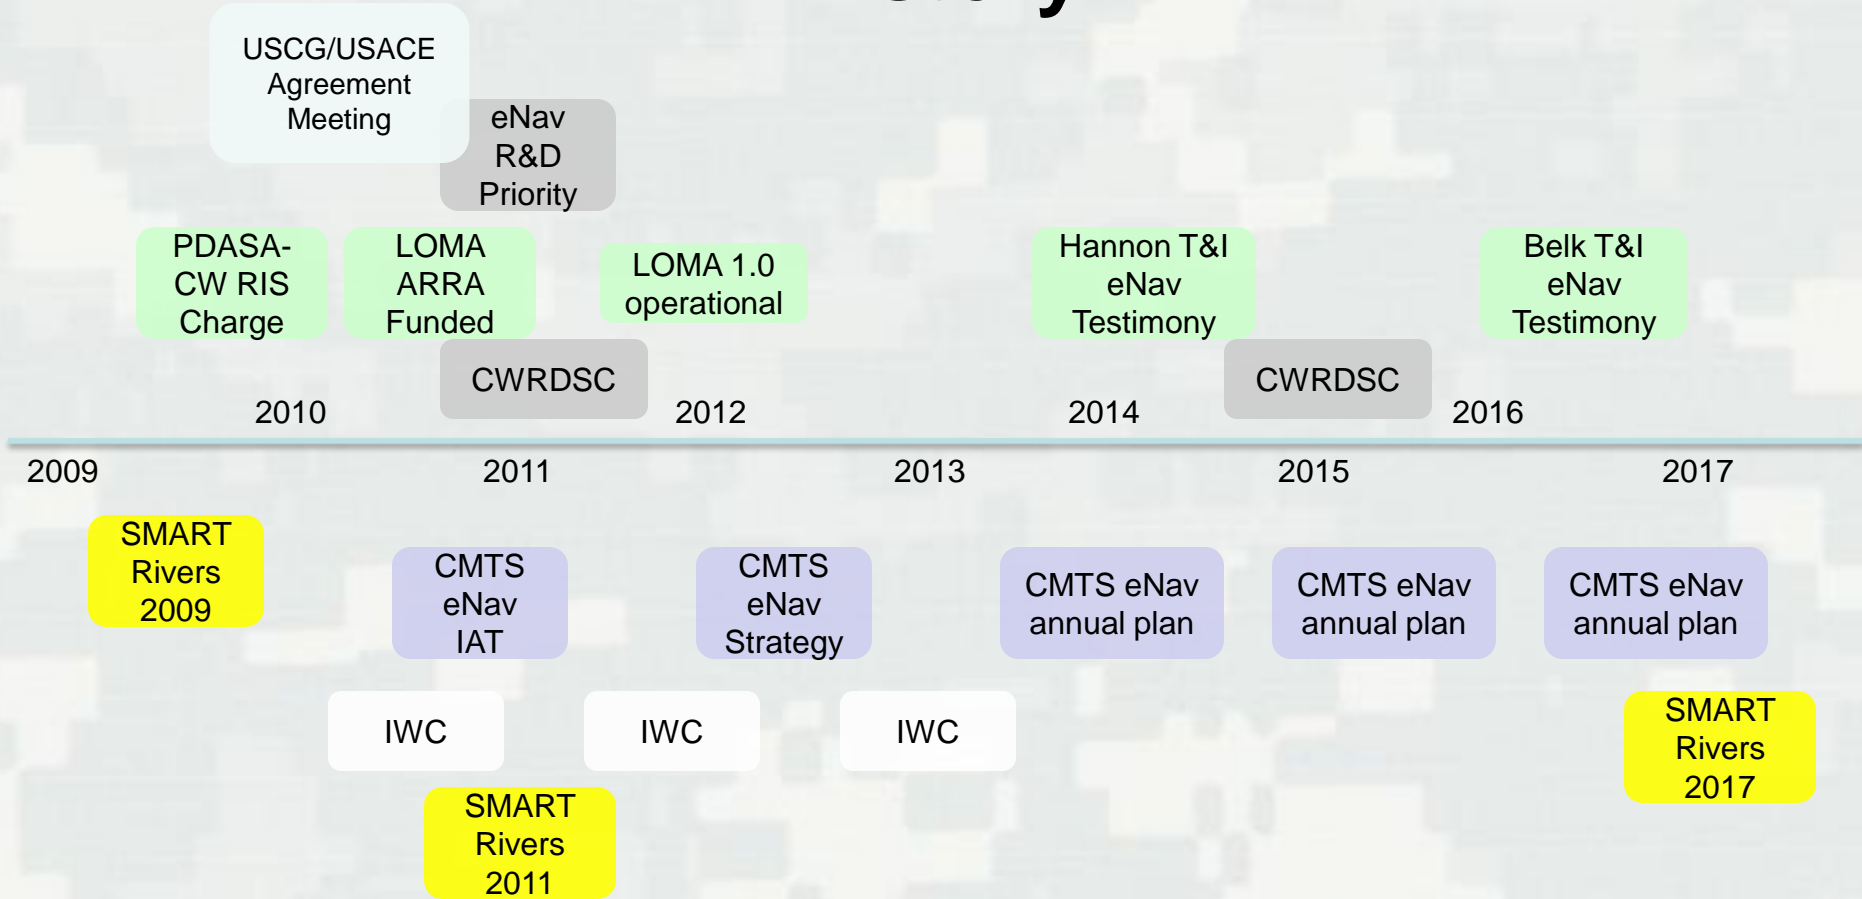 USCG/USACE
Agreement
Meeting
eNav
R&D
Priority
PDASA-
CW RIS
Charge
LOMA
ARRA
Funded
LOMA 1.0
operational
Hannon T&I
eNav
Testimony
Belk T&I
eNav
Testimony
CWRDSC
CWRDSC
2010
2012
2014
2016
2009
2011
2013
2015
2017
SMART
Rivers
2009
CMTS
eNav
IAT
CMTS
eNav
Strategy
CMTS eNav
annual plan
CMTS eNav
annual plan
CMTS eNav
annual plan
IWC
IWC
IWC
SMART
Rivers
2017
SMART
Rivers
2011